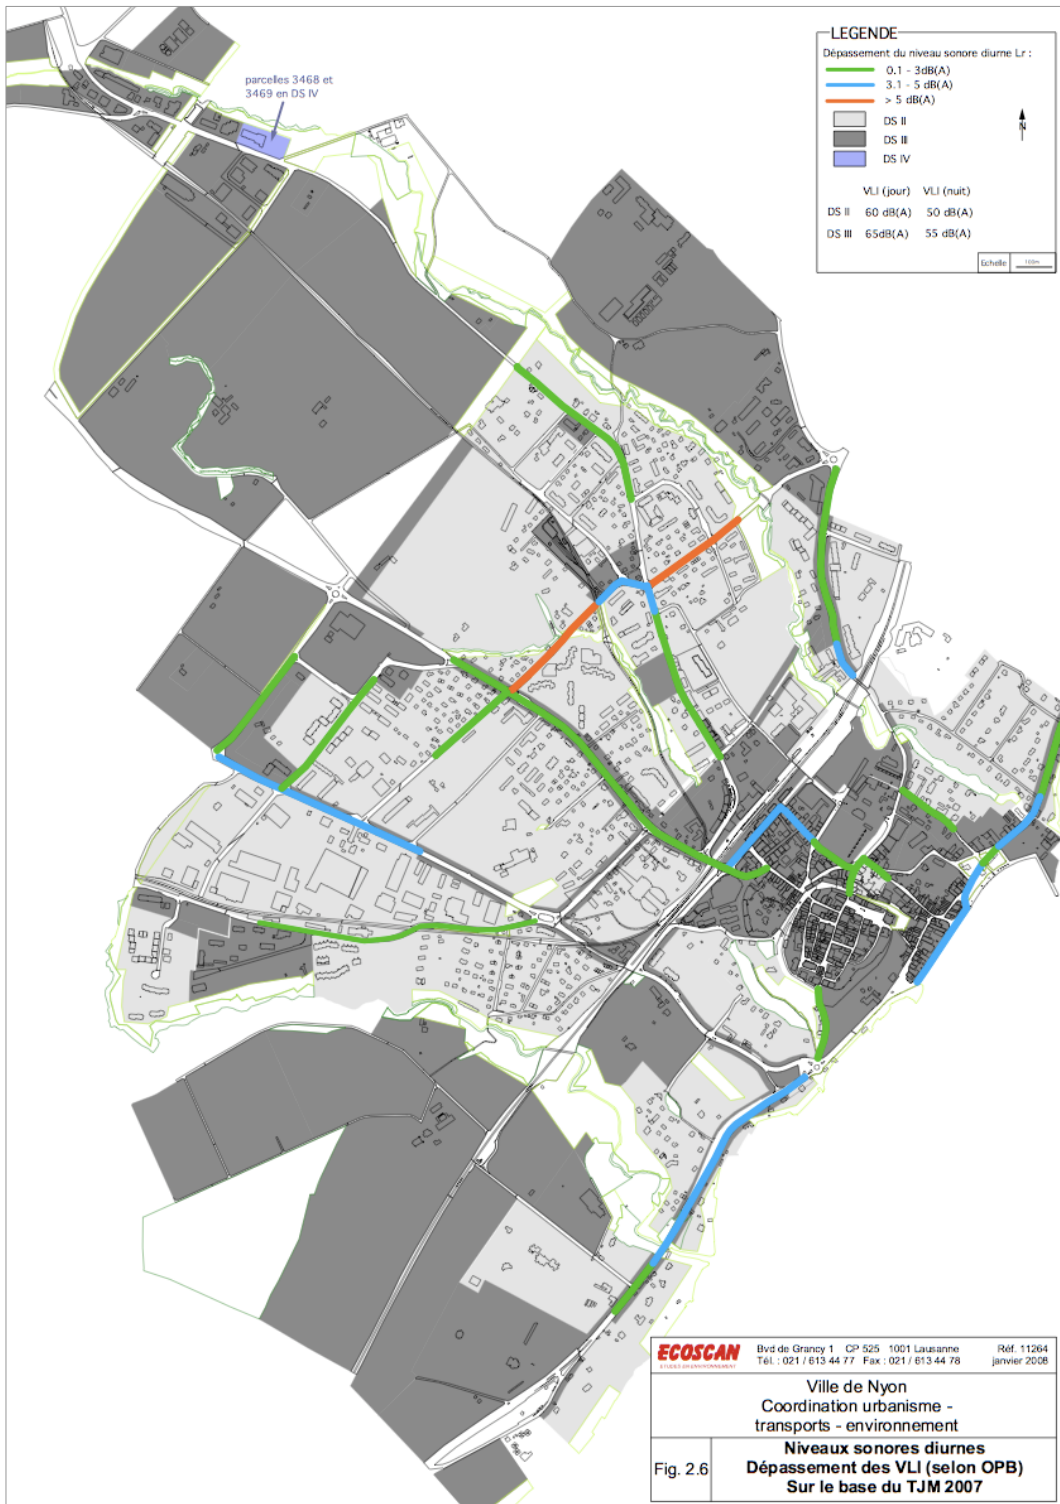 LEGENDE
Dépassement du niveau sonore diurne Lr :
0.1 - 3dB(A)
3.1 - 5 dB(A)
> 5 dB(A)
DS II
DS III
DS IV
N
VLI (jour) VLI (nuit)
DS II 60 dB(A) 50 dB(A)
DS III 65dB(A) 55 dB(A)
Echelle 100m
parcelles 3468 et
3469 en DS IV
ECOSCAN
ETUDES EN ENVIRONNEMENT
Bvd de Grancy 1 CP 525 1001 Lausanne
Tél. : 021 / 613 44 77 Fax : 021 / 613 44 78
Réf. 11264
janvier 2008
Ville de Nyon
Coordination urbanisme -
transports - environnement
Fig. 2.6
Niveaux sonores diurnes
Dépassement des VLI (selon OPB)
Sur le base du TJM 2007